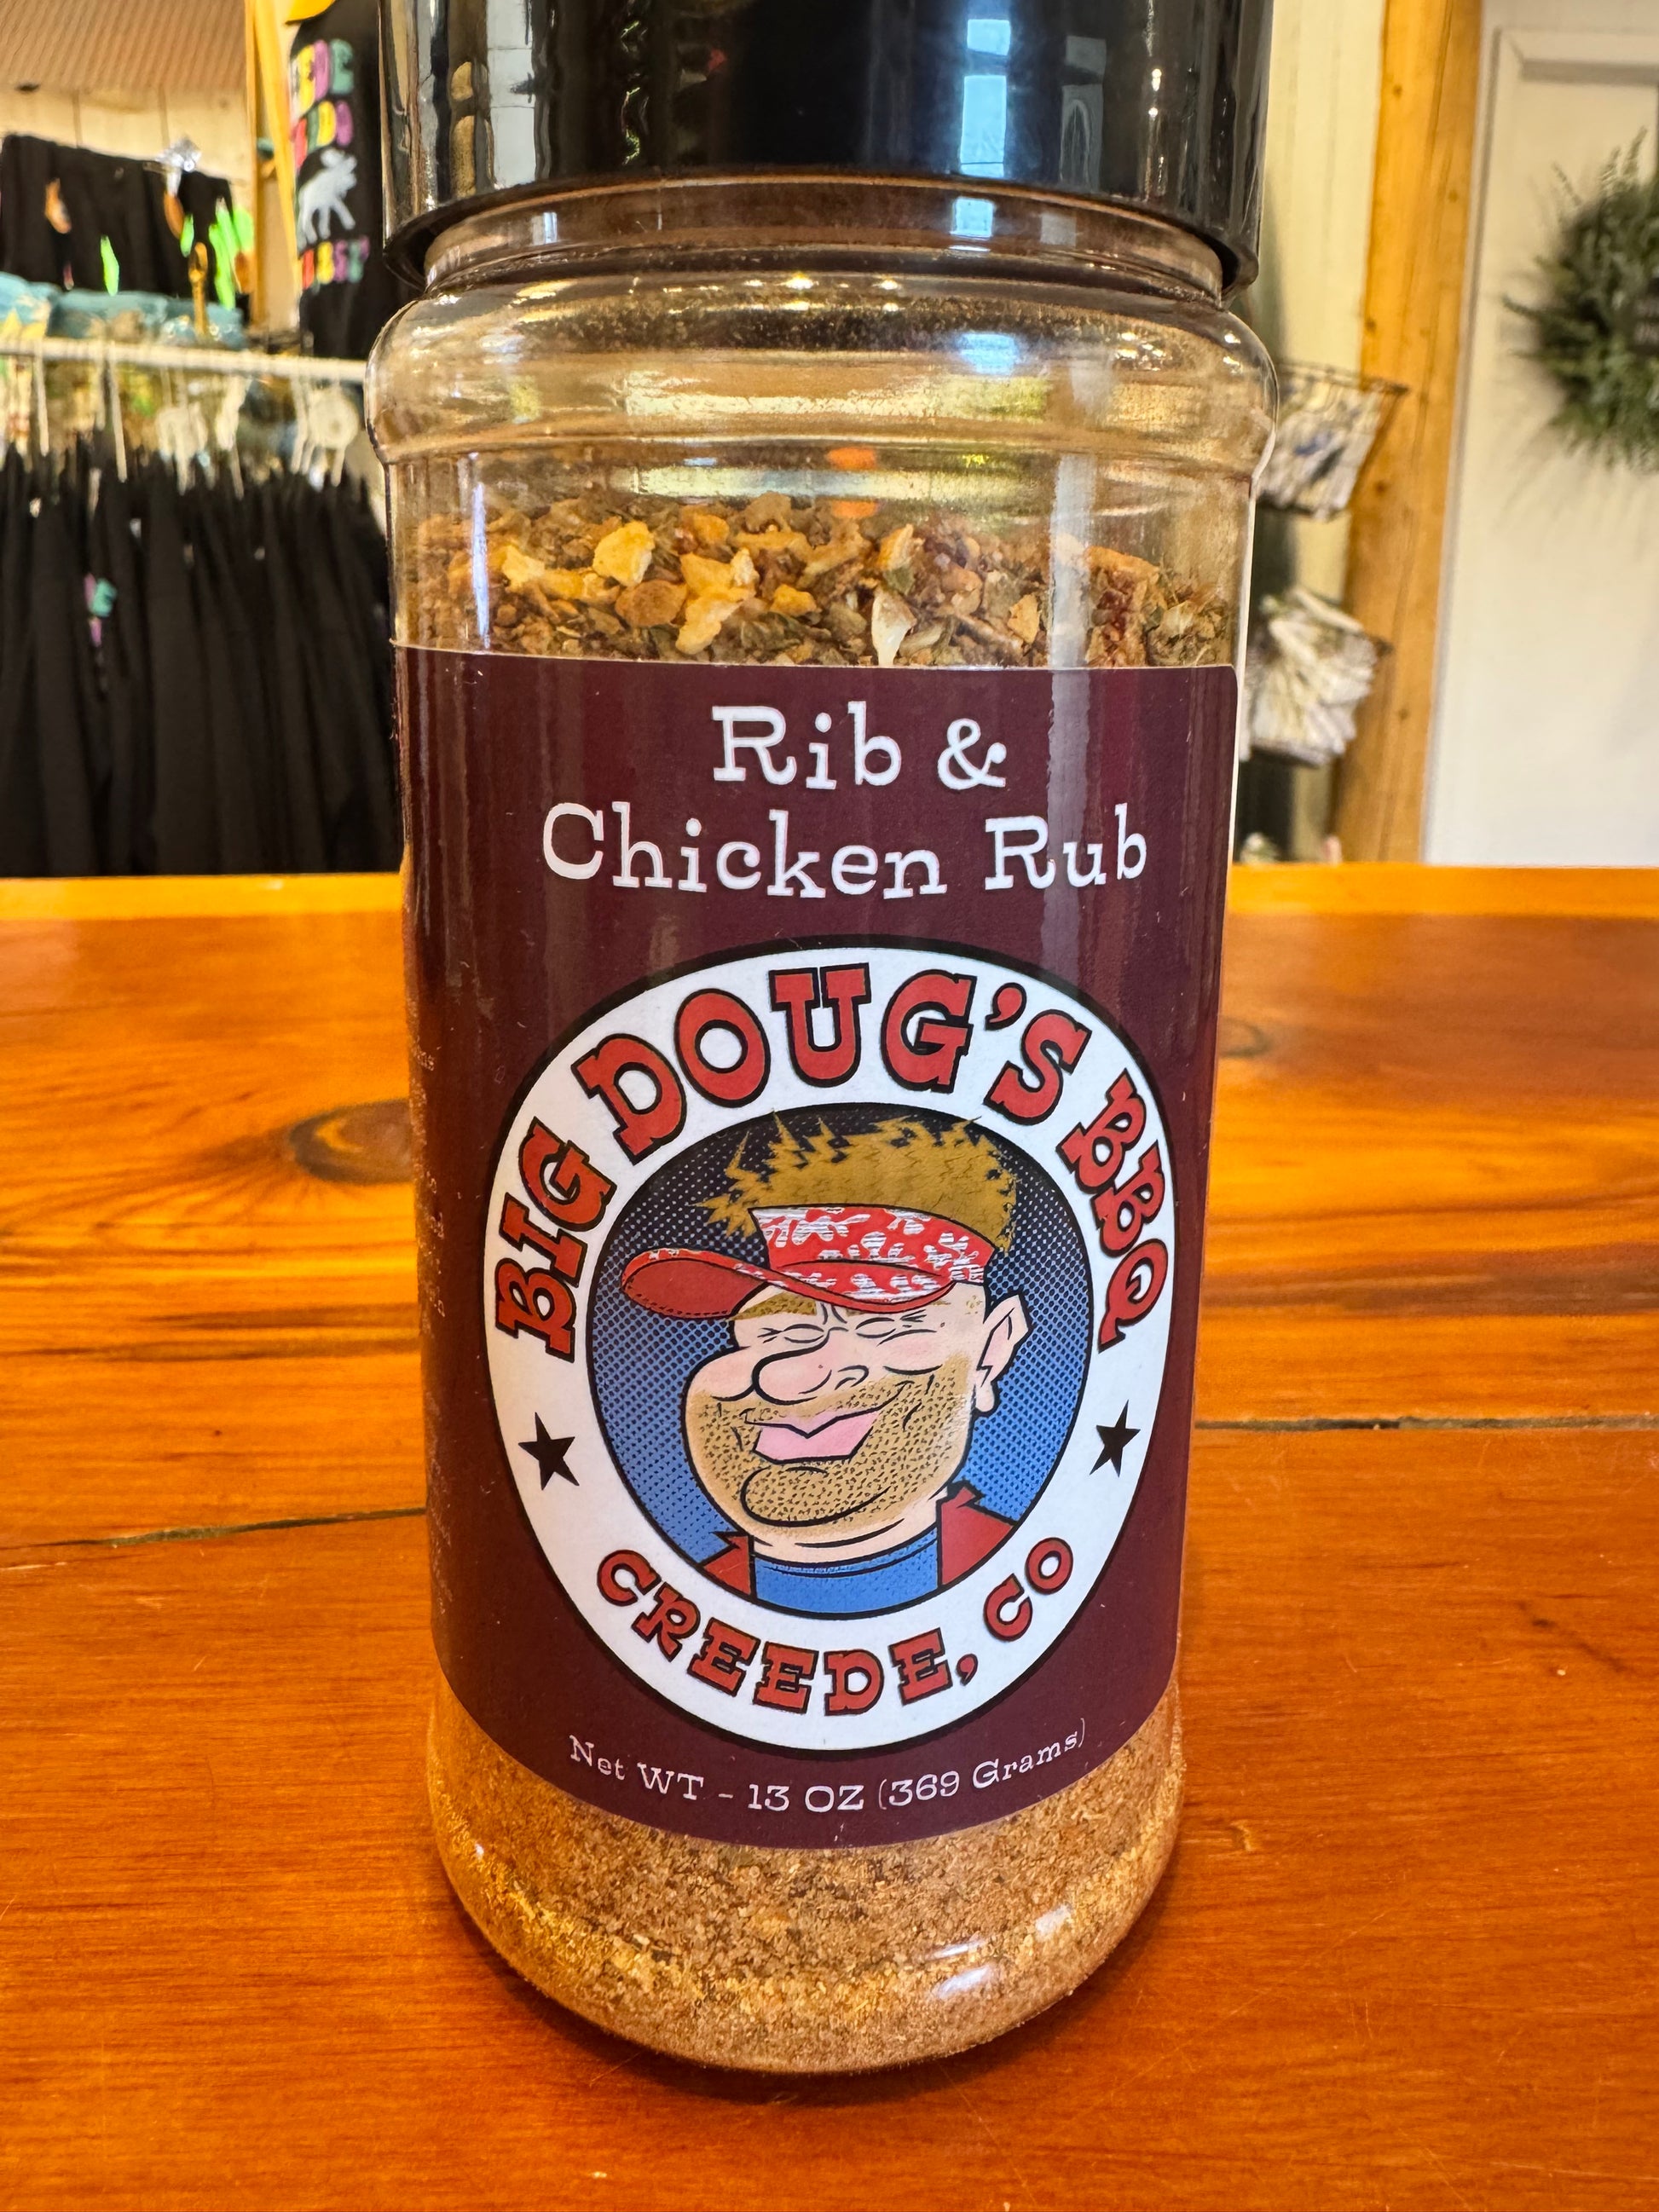 Rib &
Chicken Rub
BIG DOUG'S BBQ
CREEDE, CO
Net WT - 13 OZ (369 Grams)